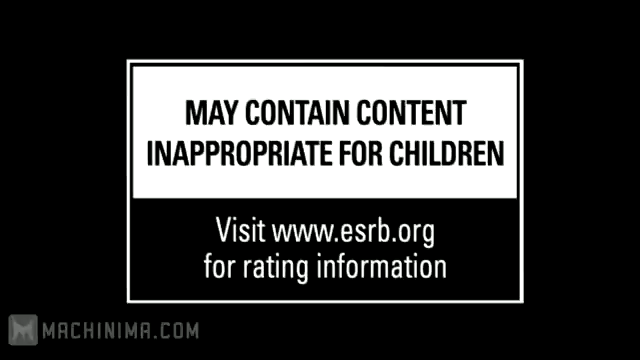 MAY CONTAIN CONTENT
INAPPROPRIATE FOR CHILDREN
Visit www.esrb.org
for rating information
MACHINIMA.COM